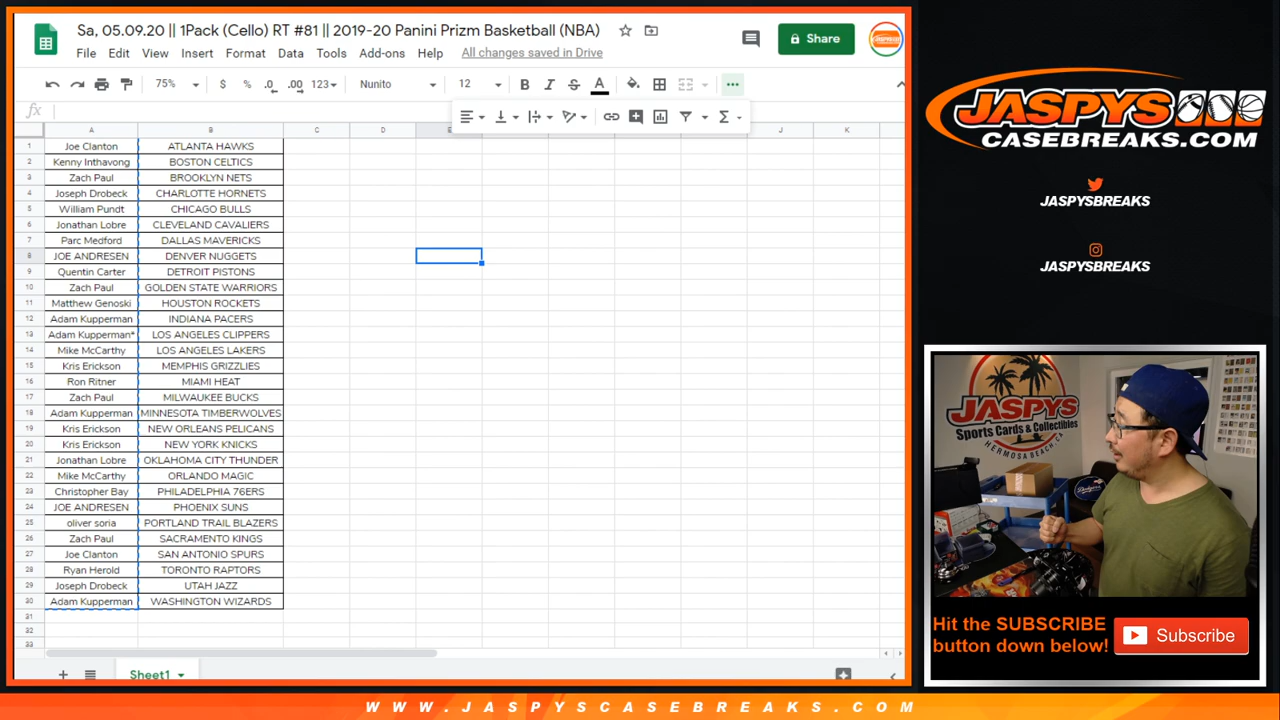 Sa, 05.09.20 || 1Pack (Cello) RT #81 || 2019-20 Panini Prizm Basketball (NBA)
File Edit View Insert Format Data Tools Add-ons Help All changes saved in Drive
Share
75% $ % .0 .00 123 Nunito 12 B I S A
fx
A B C D J K
1 Joe Clanton ATLANTA HAWKS
2 Kenny Inthavong BOSTON CELTICS
3 Zach Paul BROOKLYN NETS
4 Joseph Drobeck CHARLOTTE HORNETS
5 William Pundt CHICAGO BULLS
6 Jonathan Lobre CLEVELAND CAVALIERS
7 Parc Medford DALLAS MAVERICKS
8 JOE ANDRESEN DENVER NUGGETS
9 Quentin Carter DETROIT PISTONS
10 Zach Paul GOLDEN STATE WARRIORS
11 Matthew Genoski HOUSTON ROCKETS
12 Adam Kupperman INDIANA PACERS
13 Adam Kupperman* LOS ANGELES CLIPPERS
14 Mike McCarthy LOS ANGELES LAKERS
15 Kris Erickson MEMPHIS GRIZZLIES
16 Ron Ritner MIAMI HEAT
17 Zach Paul MILWAUKEE BUCKS
18 Adam Kupperman MINNESOTA TIMBERWOLVES
19 Kris Erickson NEW ORLEANS PELICANS
20 Kris Erickson NEW YORK KNICKS
21 Jonathan Lobre OKLAHOMA CITY THUNDER
22 Mike McCarthy ORLANDO MAGIC
23 Christopher Bay PHILADELPHIA 76ERS
24 JOE ANDRESEN PHOENIX SUNS
25 oliver soria PORTLAND TRAIL BLAZERS
26 Zach Paul SACRAMENTO KINGS
27 Joe Clanton SAN ANTONIO SPURS
28 Ryan Herold TORONTO RAPTORS
29 Joseph Drobeck UTAH JAZZ
30 Adam Kupperman WASHINGTON WIZARDS
31
32
33
Sheet1
JASPYS
CASEBREAKS.COM
JASPYSBREAKS
JASPYSBREAKS
JASPYS
Sports Cards & Collectibles
HERMOSA BEACH, CA
Dodgers
Hit the SUBSCRIBE
button down below!
Subscribe
WWW.JASPYSCASEBREAKS.COM